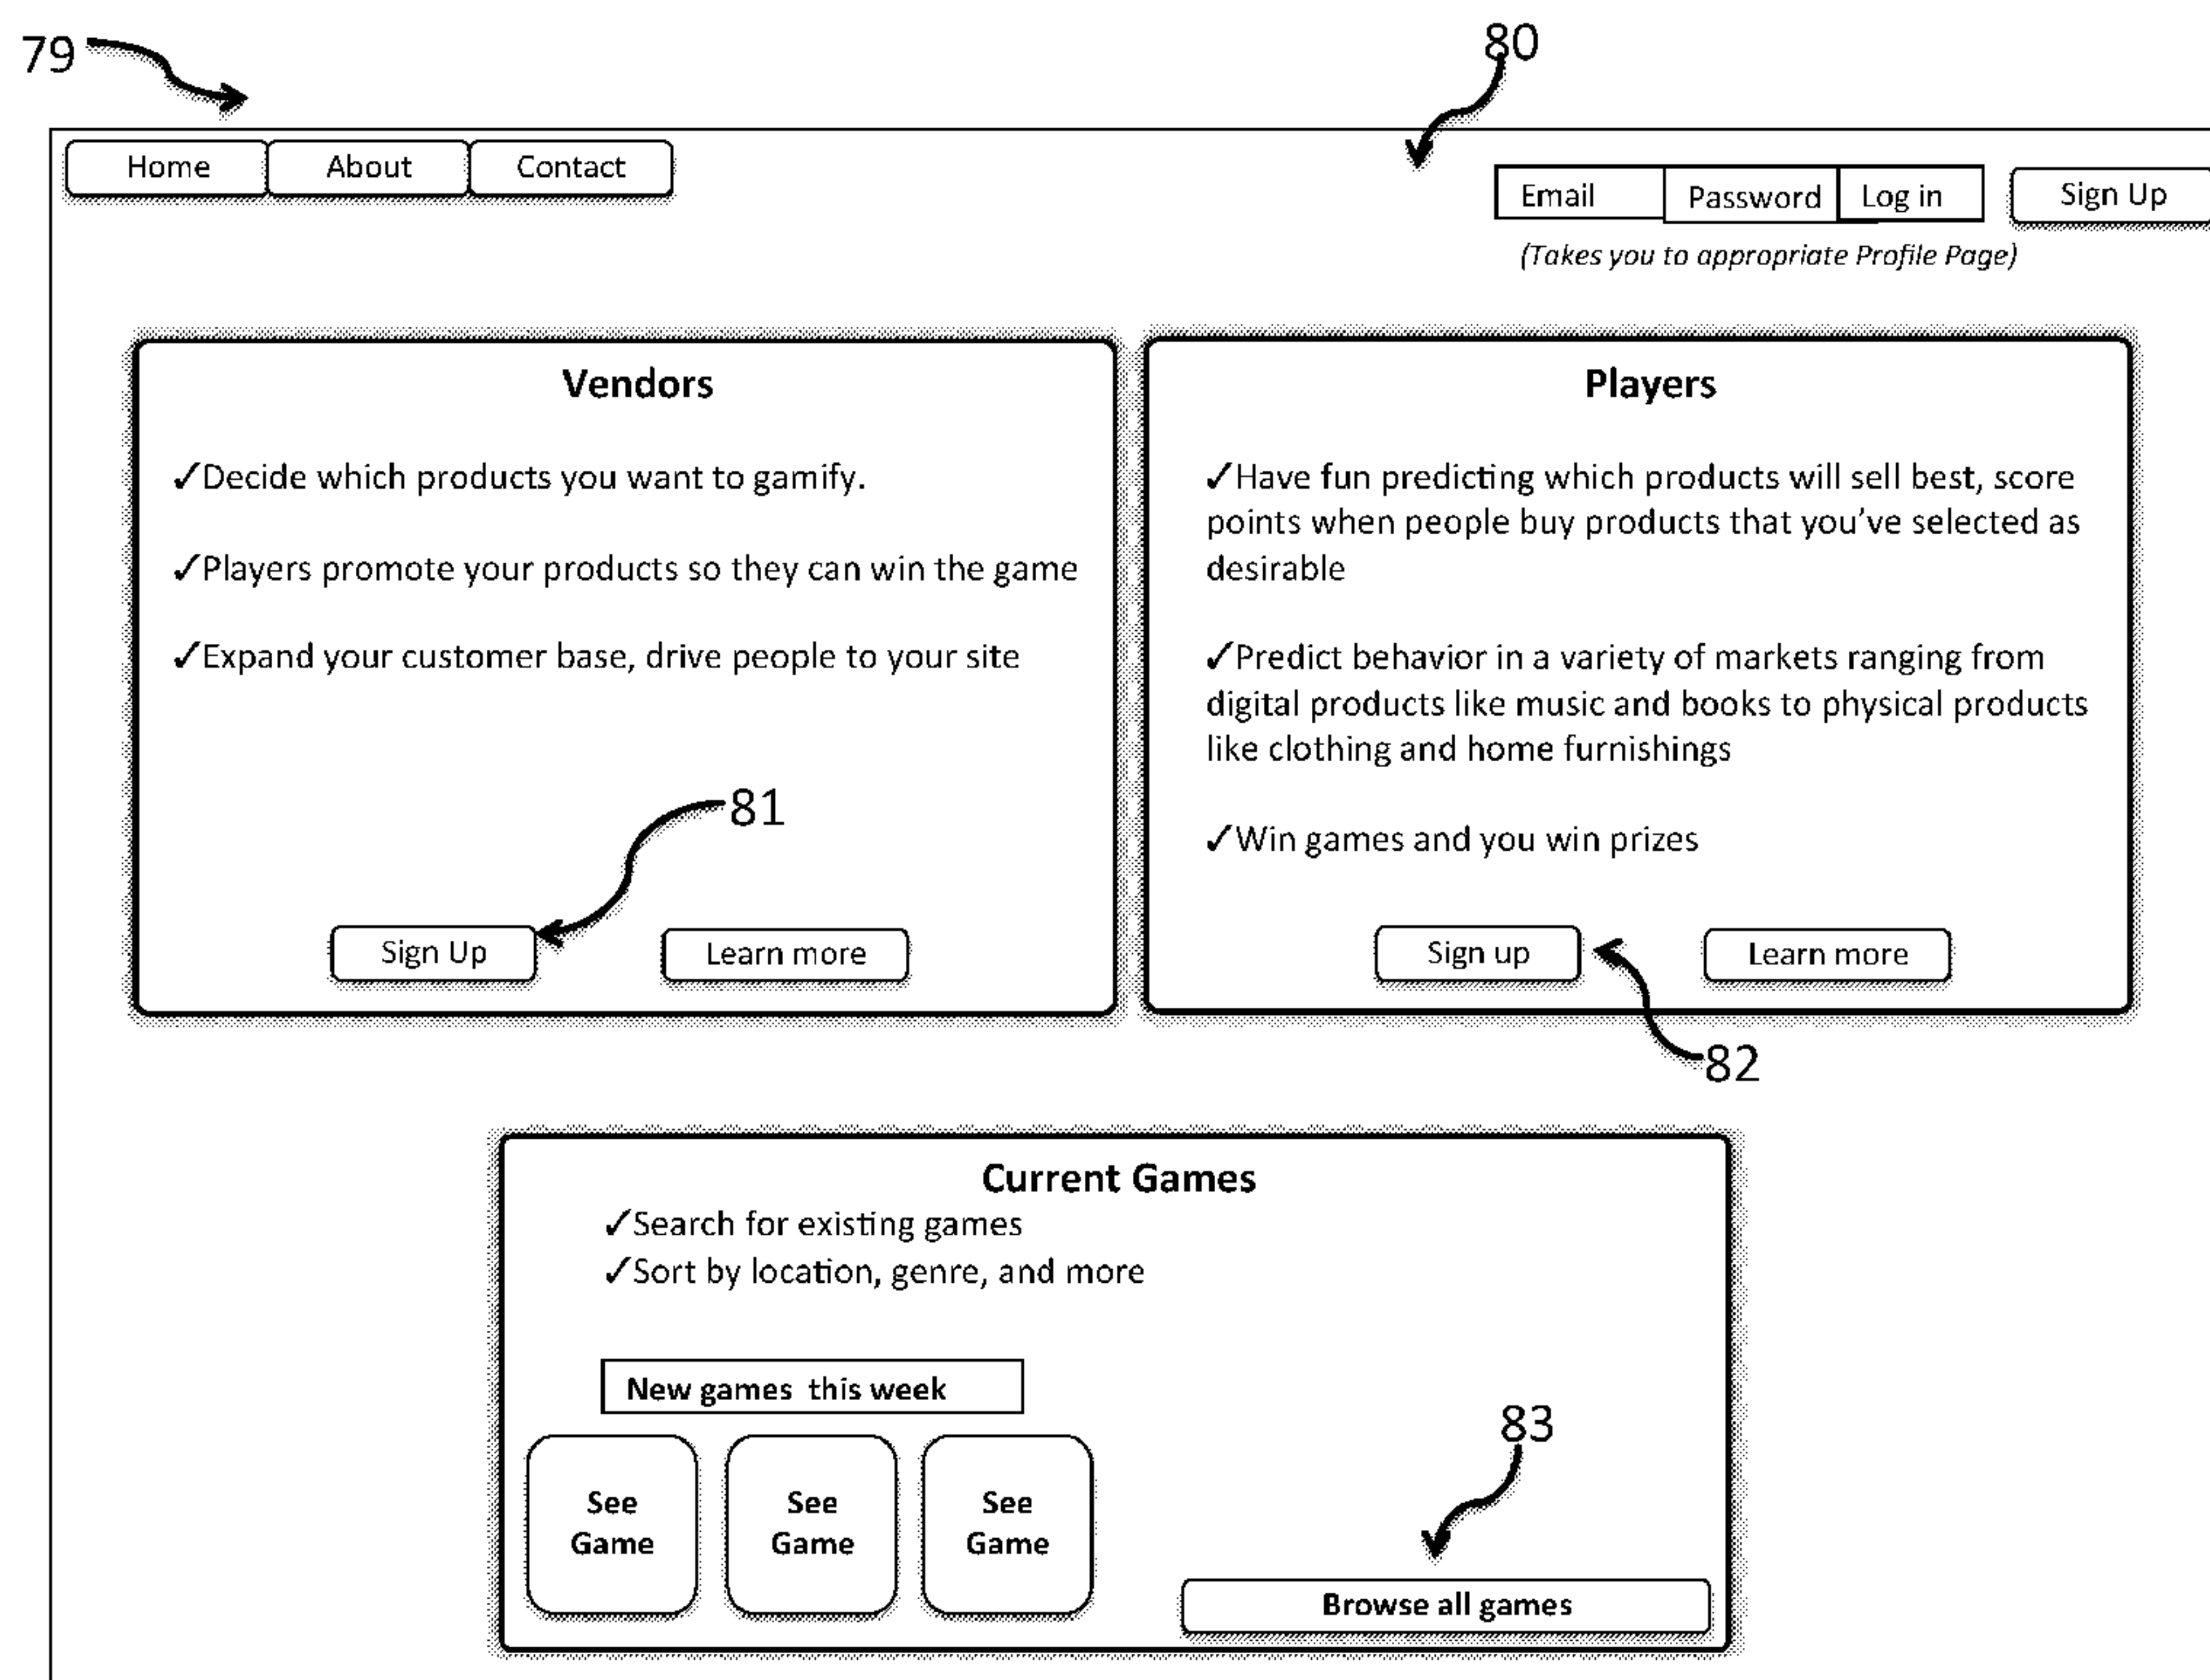 79
80
Home About Contact
Email Password Log in Sign Up
(Takes you to appropriate Profile Page)
Vendors
✓Decide which products you want to gamify.
✓Players promote your products so they can win the game
✓Expand your customer base, drive people to your site
81
Sign Up Learn more
Players
✓Have fun predicting which products will sell best, score
points when people buy products that you've selected as
desirable
✓Predict behavior in a variety of markets ranging from
digital products like music and books to physical products
like clothing and home furnishings
✓Win games and you win prizes
Sign up Learn more
82
Current Games
✓Search for existing games
✓Sort by location, genre, and more
New games this week
83
See See See
Game Game Game
Browse all games